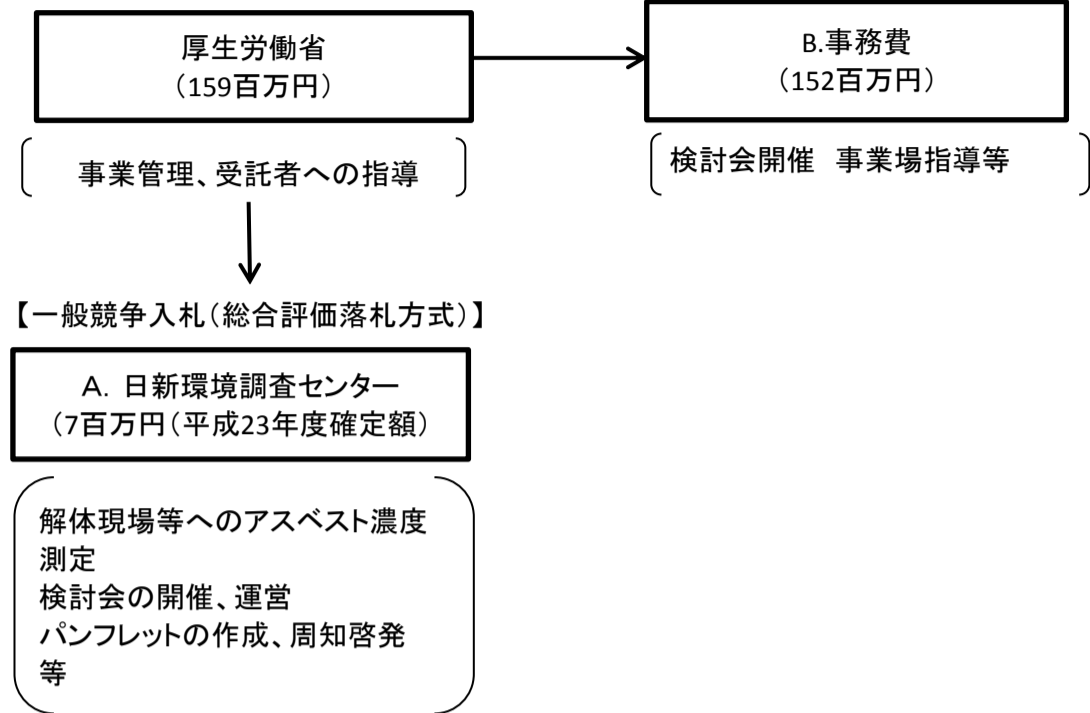 厚生労働省
（159百万円）
B.事務費
（152百万円）
事業管理、受託者への指導
検討会開催　事業場指導等
【一般競争入札（総合評価落札方式）】
A. 日新環境調査センター
（7百万円（平成23年度確定額）
解体現場等へのアスベスト濃度
測定
検討会の開催、運営
パンフレットの作成、周知啓発
等